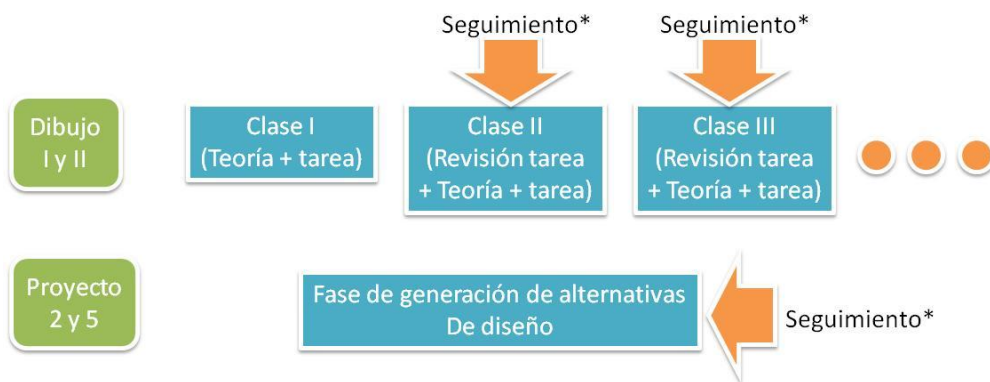 Seguimiento*
Seguimiento*
Dibujo
I y II
Clase I
(Teoría + tarea)
Clase II
(Revisión tarea
+ Teoría + tarea)
Clase III
(Revisión tarea
+ Teoría + tarea)
Proyecto
2 y 5
Fase de generación de alternativas
De diseño
Seguimiento*